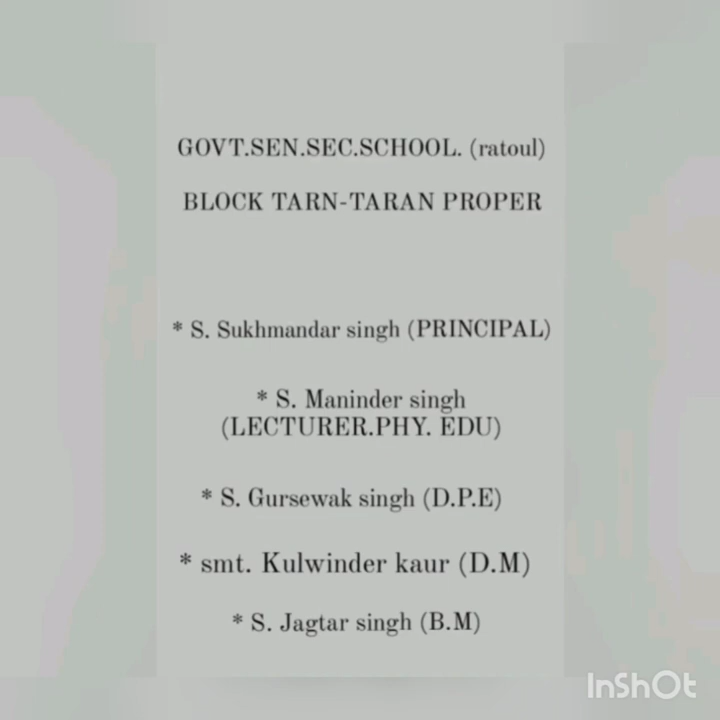 GOVT.SEN.SEC.SCHOOL. (ratoul)
BLOCK TARN-TARAN PROPER
* S. Sukhmandar singh (PRINCIPAL)
* S. Maninder singh
(LECTURER.PHY. EDU)
* S. Gursewak singh (D.P.E)
* smt. Kulwinder kaur (D.M)
* S. Jagtar singh (B.M)
InShOt